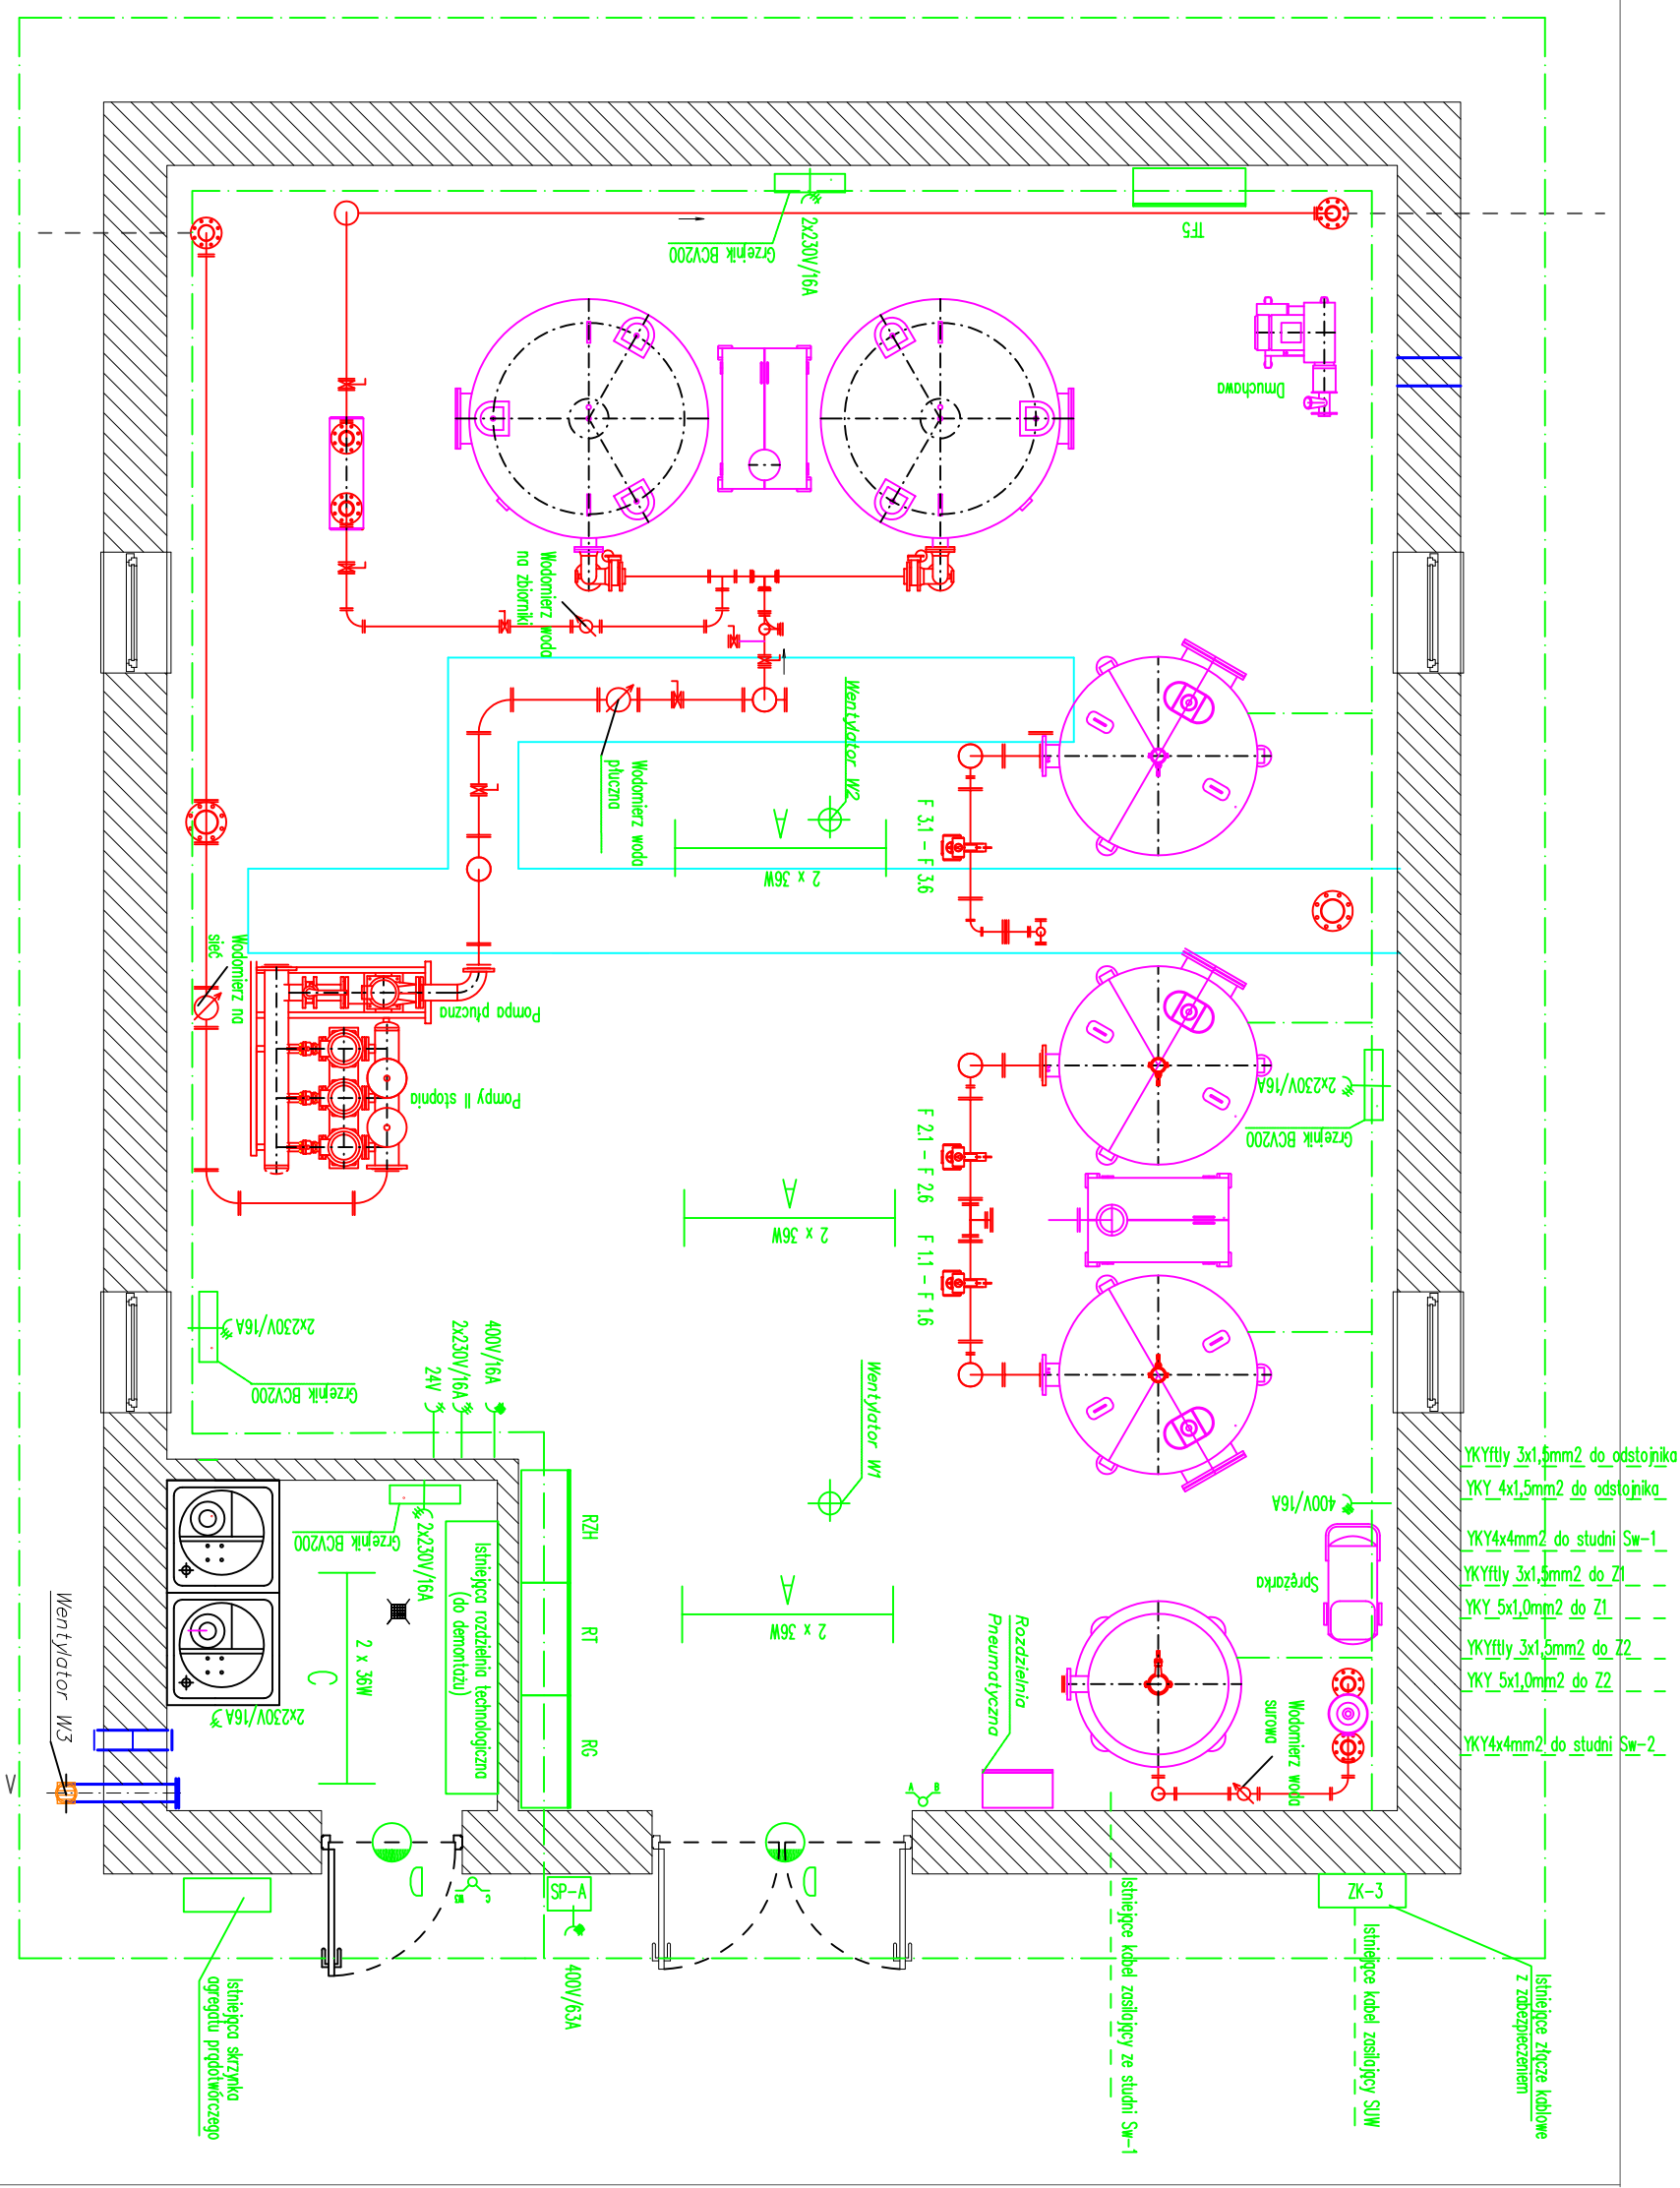 TF5
2x230V/16A
Grzejnik BCV200
Dmuchawa
Wodomierz woda
na zbiorniki
Wentylator W2
Wodomierz woda
płuczna
A
2 x 36W
F 3.1 - F 3.6
Wodomierz na
sieć
Pompa płuczna
Pompy II stopnia
2x230V/16A
Grzejnik BCV200
F 2.1 - F 2.6
A
2 x 36W
F 1.1 - F 1.6
2x230V/16A
Grzejnik BCV200
400V/16A
2x230V/16A
24V
Wentylator W1
YKYftly 3x1,5mm2 do odstojnika
YKY 4x1,5mm2 do odstojnika
YKY4x4mm2 do studni Sw-1
YKYftly 3x1,5mm2 do Z1
YKY 5x1,0mm2 do Z1
YKYftly 3x1,5mm2 do Z2
YKY 5x1,0mm2 do Z2
YKY4x4mm2 do studni Sw-2
400V/16A
Sprężarka
Grzejnik BCV200
2x230V/16A
Istniejąca rozdzielnia technologiczna
(do demontażu)
RZH
RT
RG
A
2 x 36W
2 x 36W
C
2x230V/16A
Rozdzielnia
Pneumatyczna
Wodomierz woda
surowa
Wentylator W3
V
A
B
D
D
C
W3
SP-A
400V/63A
ZK-3
Istniejąca skrzynka
agregatu prądotwórczego
Istniejące kabel zasilający ze studni Sw-1
Istniejące kabel zasilający SUW
Istniejące złącze kablowe
z zabezpieczeniem